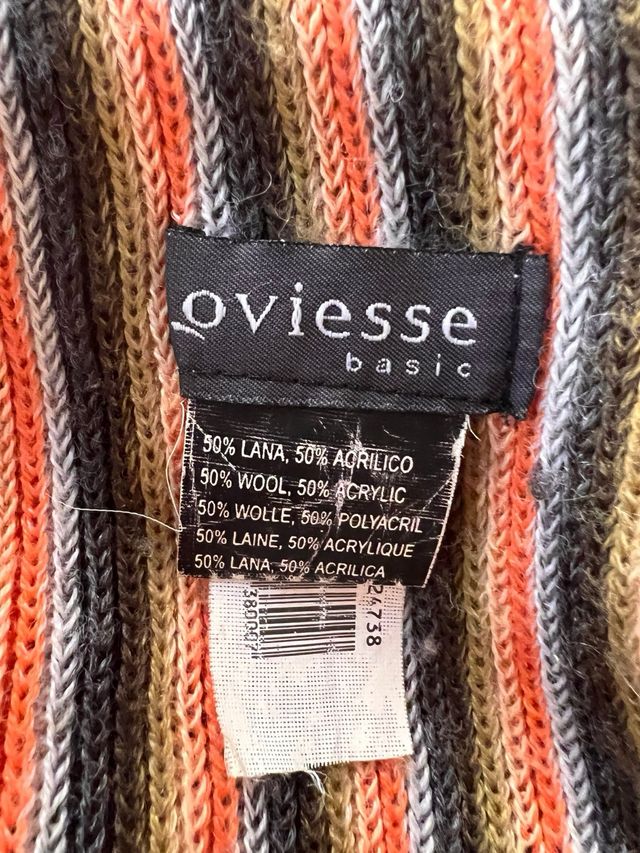 oviesse
basic
50% LANA, 50% ACRILICO
50% WOOL, 50% ACRYLIC
50% WOLLE, 50% POLYACRIL
50% LAINE, 50% ACRYLIQUE
50% LANA, 50% ACRILICA
24738